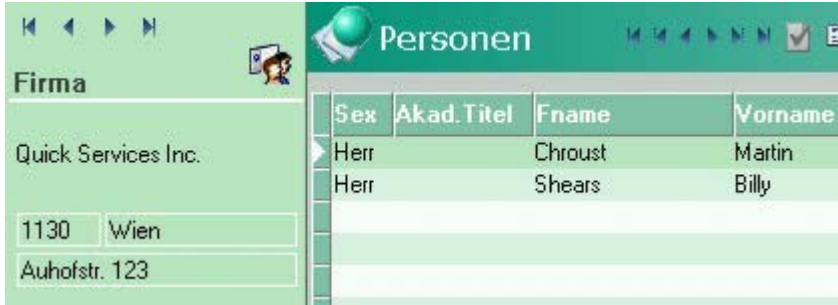 Firma
Quick Services Inc.
1130 Wien
Auhofstr. 123
Personen
Sex Akad.Titel Fname Vorname
Herr Chroust Martin
Herr Shears Billy